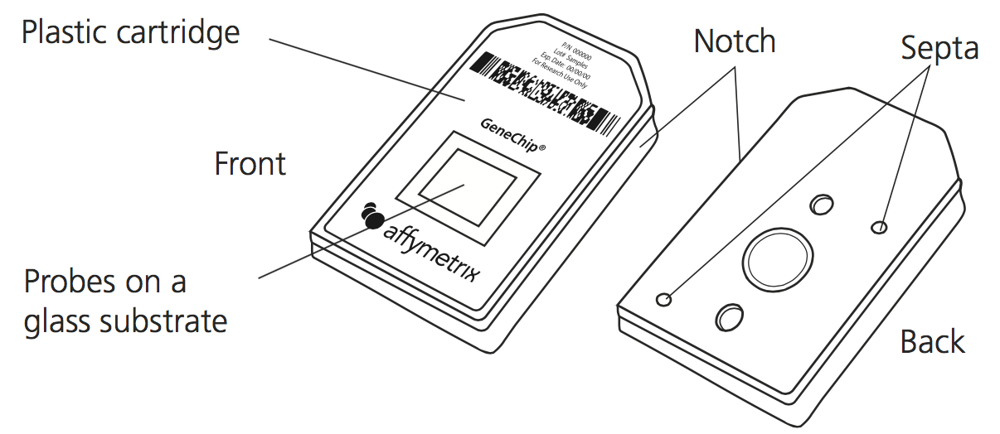 Plastic cartridge
Notch
Septa
P/N 000000
Lot# Samples
Exp. Date: 00/00/00
For Research Use Only
GeneChip®
Front
affymetrix
Probes on a
glass substrate
Back